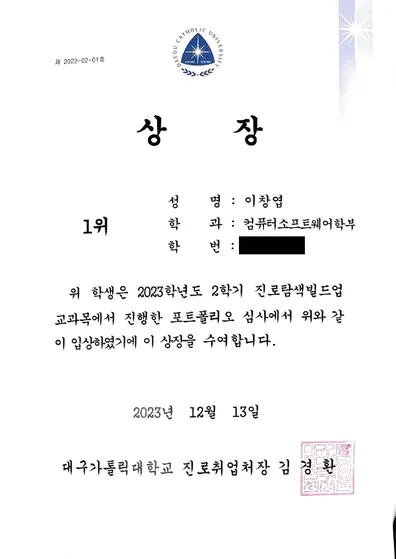 DAEGU CATHOLIC UNIVERSITY
제 2023-02-01호
상 장
성 명 : 이창엽
1위
학 과 : 컴퓨터소프트웨어학부
학 번 :
위 학생은 2023학년도 2학기 진로탐색빌드업
교과목에서 진행한 포트폴리오 심사에서 위와 같
이 입상하였기에 이 상장을 수여합니다.
2023년 12월 13일
대구가톨릭대학교 진로취업처장 김경환